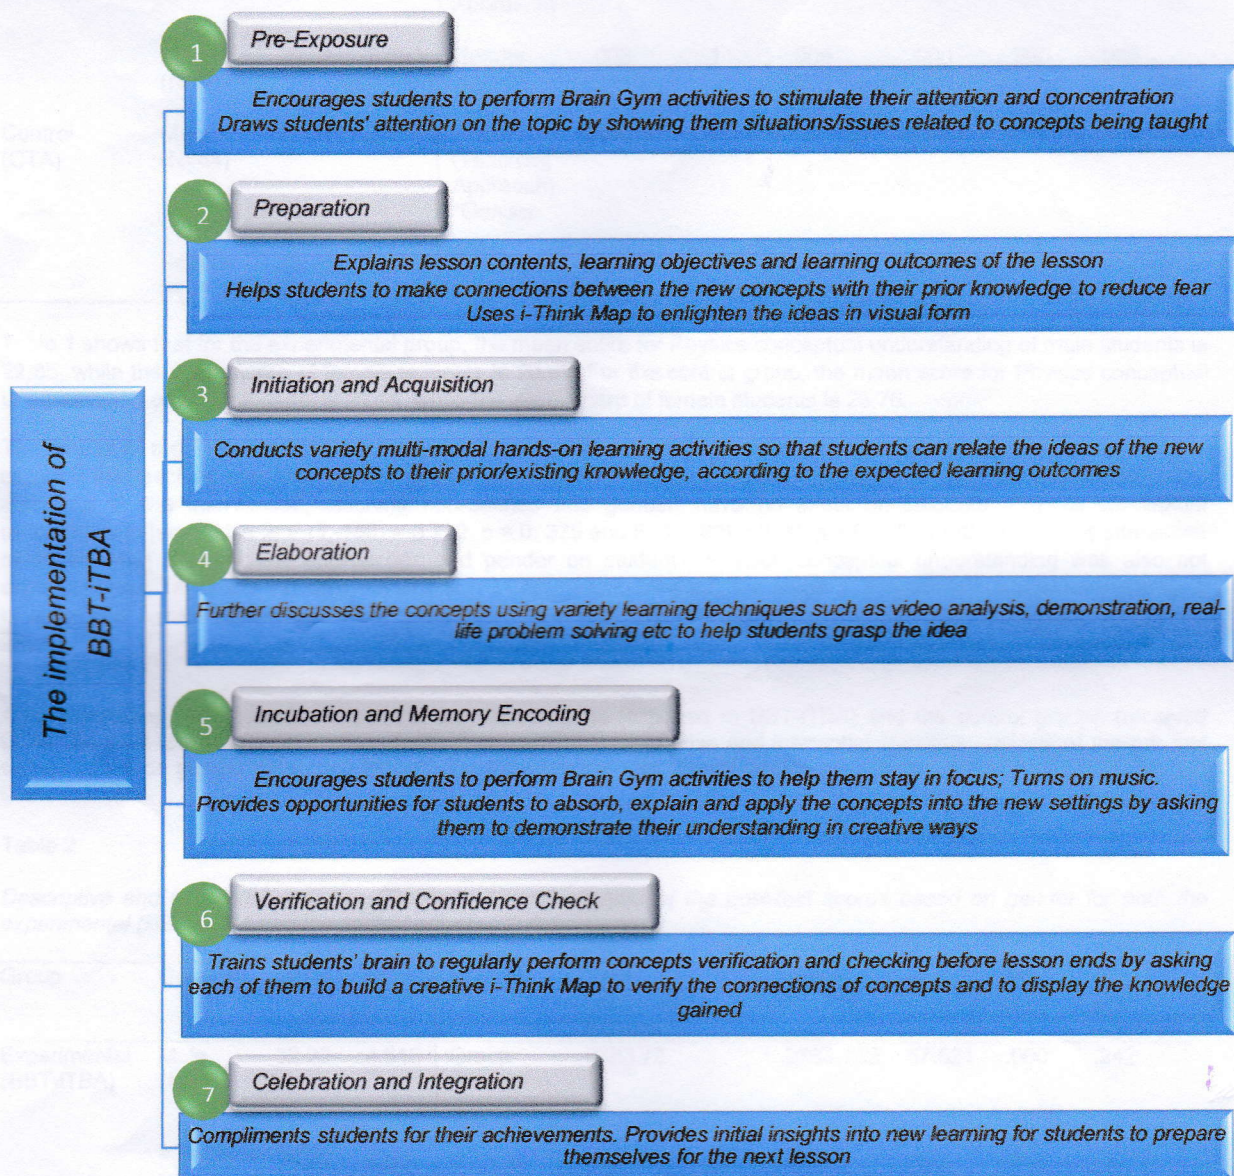 1
Pre-Exposure
Encourages students to perform Brain Gym activities to stimulate their attention and concentration
Draws students' attention on the topic by showing them situations/issues related to concepts being taught
2
Preparation
Explains lesson contents, learning objectives and learning outcomes of the lesson
Helps students to make connections between the new concepts with their prior knowledge to reduce fear
Uses i-Think Map to enlighten the ideas in visual form
The implementation of
BBT-iTBA
3
Initiation and Acquisition
Conducts variety multi-modal hands-on learning activities so that students can relate the ideas of the new
concepts to their prior/existing knowledge, according to the expected learning outcomes
4
Elaboration
Further discusses the concepts using variety learning techniques such as video analysis, demonstration, real-
life problem solving etc to help students grasp the idea
5
Incubation and Memory Encoding
Encourages students to perform Brain Gym activities to help them stay in focus; Turns on music.
Provides opportunities for students to absorb, explain and apply the concepts into the new settings by asking
them to demonstrate their understanding in creative ways
6
Verification and Confidence Check
Trains students' brain to regularly perform concepts verification and checking before lesson ends by asking
each of them to build a creative i-Think Map to verify the connections of concepts and to display the knowledge
gained
7
Celebration and Integration
Compliments students for their achievements. Provides initial insights into new learning for students to prepare
themselves for the next lesson